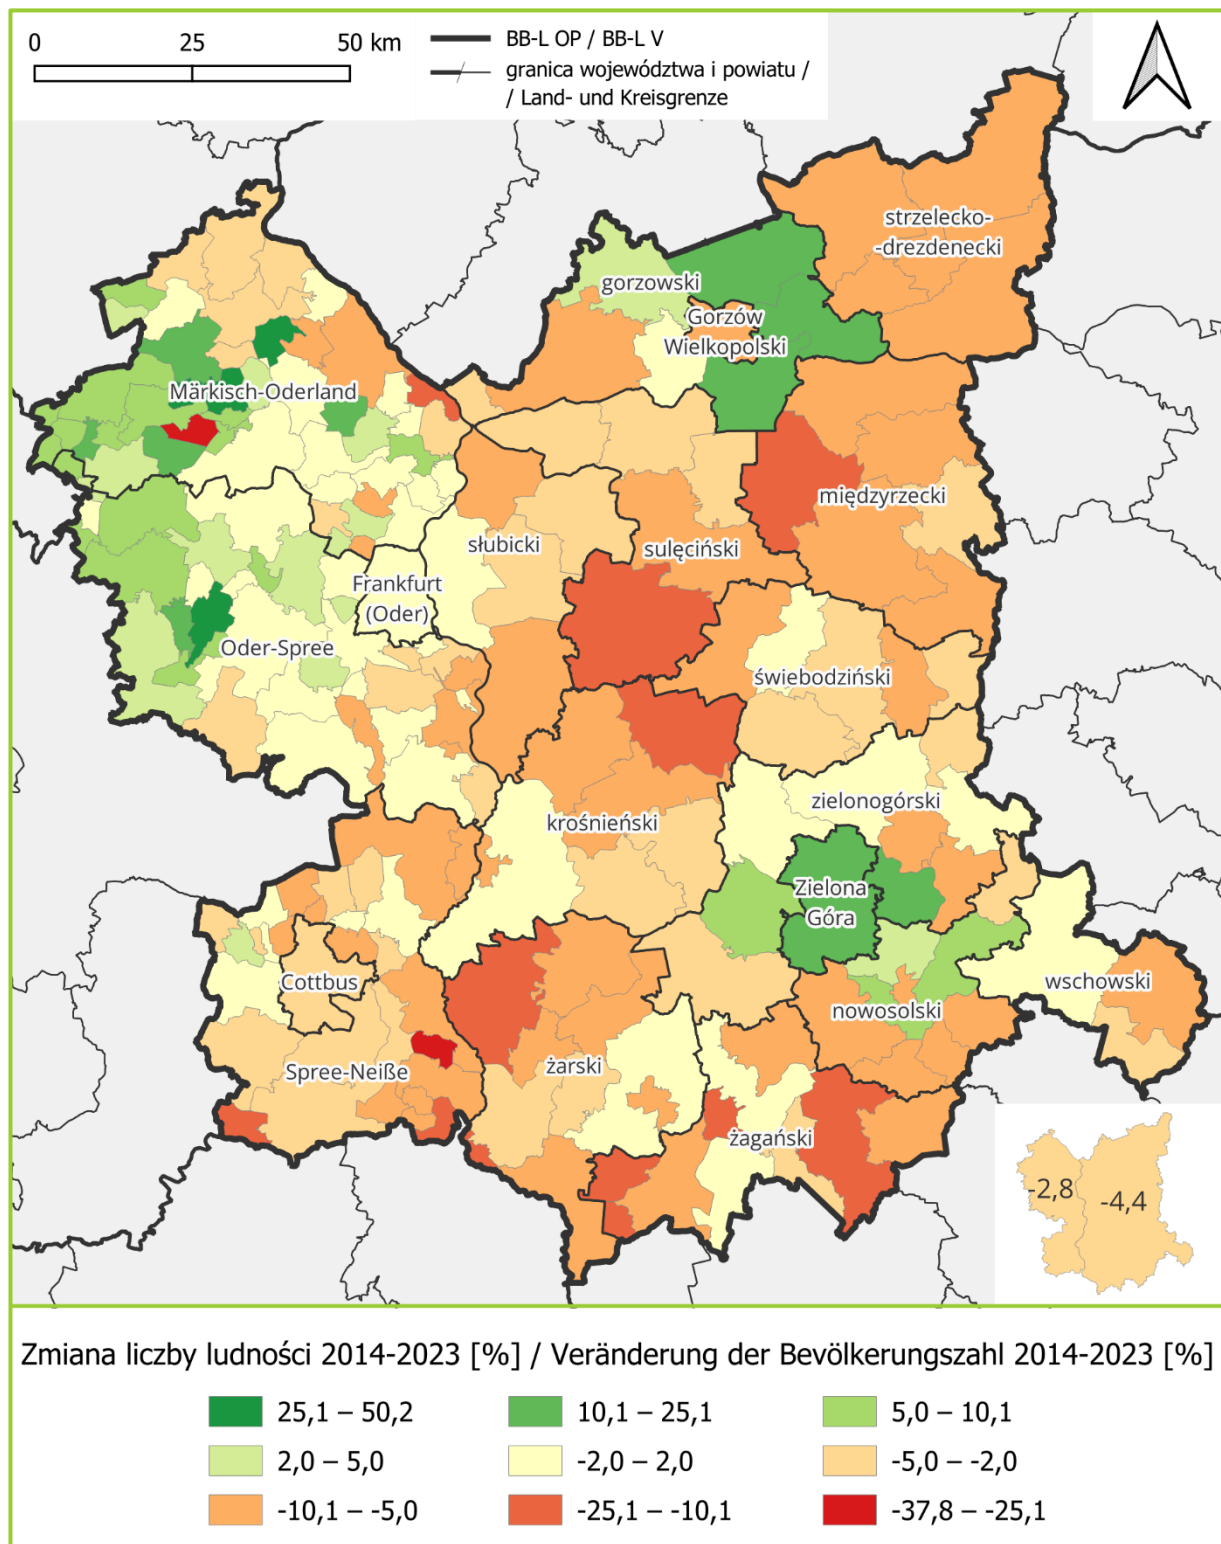 0 25 50 km
BB-L OP / BB-L V
granica województwa i powiatu /
/ Land- und Kreisgrenze
strzelecko-
-drezdenecki
gorzowski
Gorzów
Wielkopolski
Märkisch-Oderland
międzyrzecki
słubicki
sulęciński
Frankfurt
(Oder)
Oder-Spree
świebodziński
zielonogórski
krośnieński
Zielona
Góra
Cottbus
wschowski
nowosolski
Spree-Neiße
żarski
żagański
-2,8
-4,4
Zmiana liczby ludności 2014-2023 [%] / Veränderung der Bevölkerungszahl 2014-2023 [%]
25,1 – 50,2 10,1 – 25,1 5,0 – 10,1
2,0 – 5,0 -2,0 – 2,0 -5,0 – -2,0
-10,1 – -5,0 -25,1 – -10,1 -37,8 – -25,1